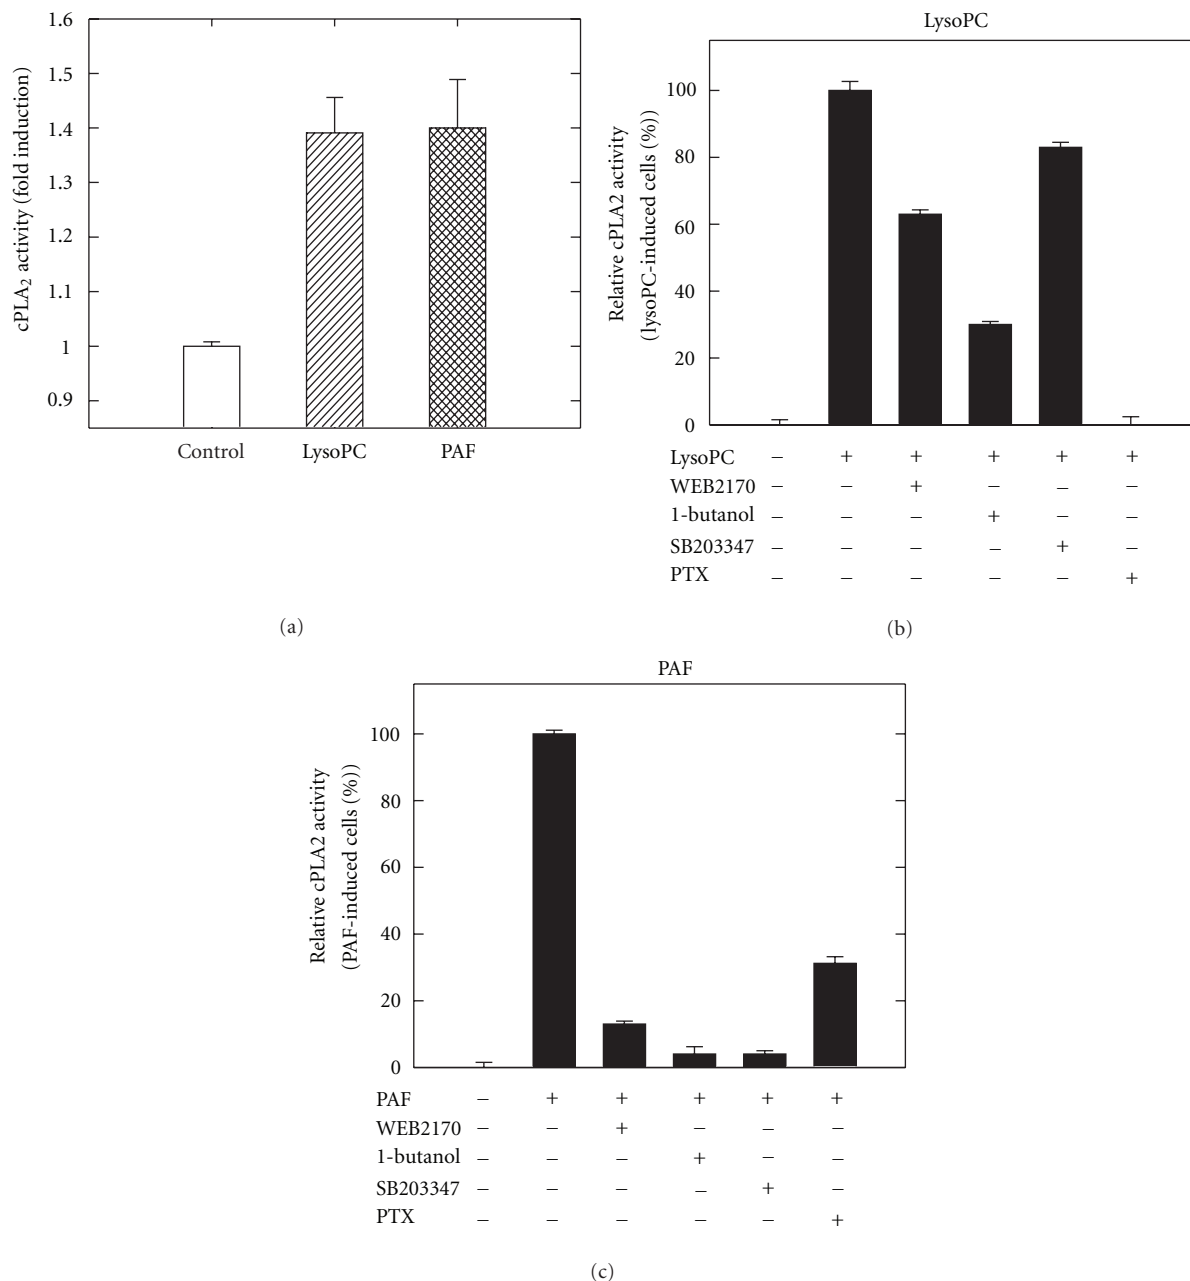 1.6
1.5
1.4
1.3
1.2
1.1
1
0.9
cPLA2 activity (fold induction)
Control LysoPC PAF
(a)
LysoPC
100
80
60
40
20
0
Relative cPLA2 activity
(lysoPC-induced cells (%))
LysoPC − + + + + +
WEB2170 − − + − − −
1-butanol − − − + − −
SB203347 − − − − + −
PTX − − − − − +
(b)
PAF
100
80
60
40
20
0
Relative cPLA2 activity
(PAF-induced cells (%))
PAF − + + + + +
WEB2170 − − + − − −
1-butanol − − − + − −
SB203347 − − − − + −
PTX − − − − − +
(c)